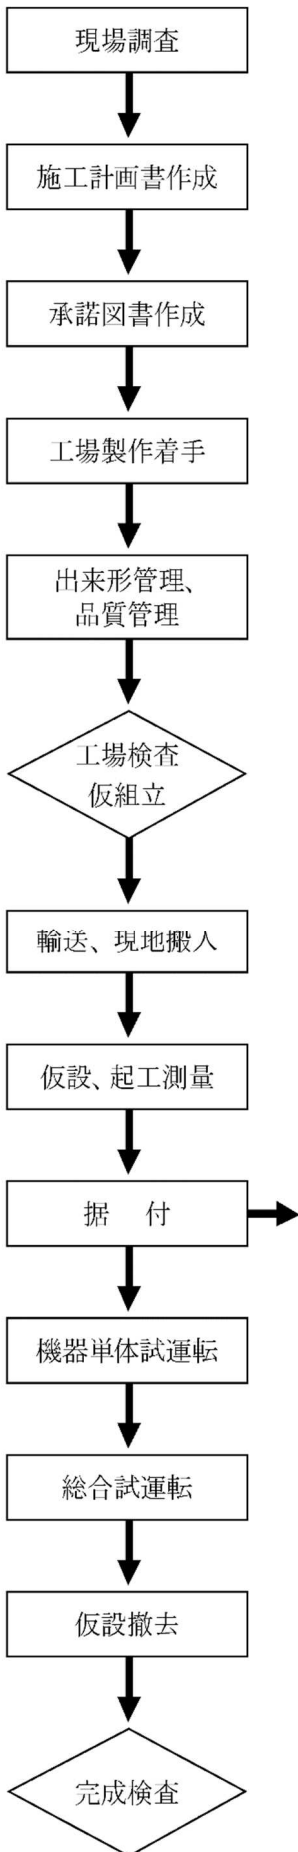 現場調査
施工計画書作成
承諾図書作成
工場製作着手
出来形管理、
品質管理
工場検査
仮組立
輸送、現地搬入
仮設、起工測量
据　付
機器単体試運転
総合試運転
仮設撤去
完成検査